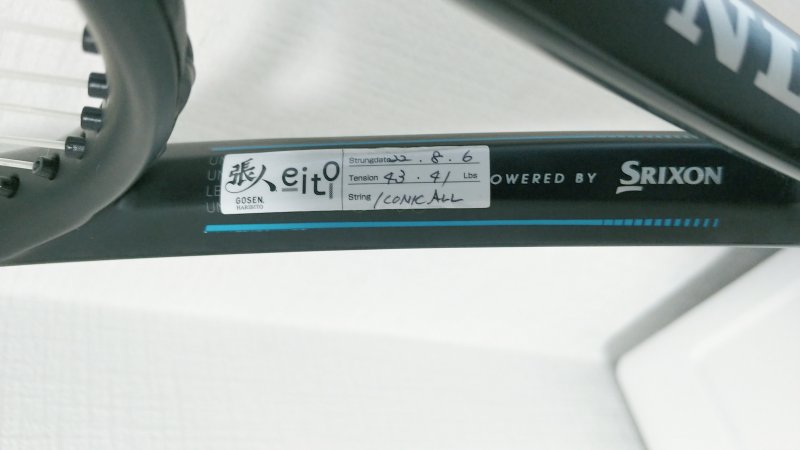 張人
GOSEN.
HARIBITO
eito
Strungdate 22 . 8 . 6
Tension 43 . 41 Lbs
String ICONIC ALL
OWERED BY SRIXON